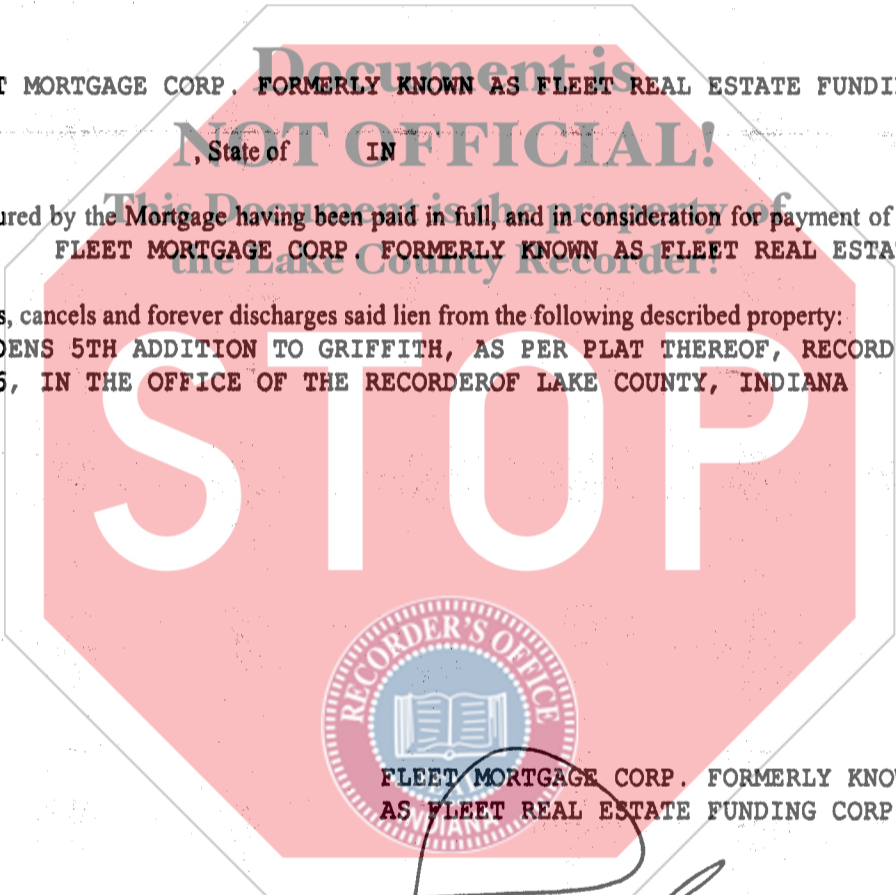 Document is
T MORTGAGE CORP. FORMERLY KNOWN AS FLEET REAL ESTATE FUNDI
NOT OFFICIAL!
, State of IN
This Document is the property of
ured by the Mortgage having been paid in full, and in consideration for payment of
FLEET MORTGAGE CORP. FORMERLY KNOWN AS FLEET REAL ESTA
the Lake County Recorder!
s, cancels and forever discharges said lien from the following described property:
DENS 5TH ADDITION TO GRIFFITH, AS PER PLAT THEREOF, RECORD
6, IN THE OFFICE OF THE RECORDEROF LAKE COUNTY, INDIANA
STOP
RECORDER'S OFFICE
INDIANA
FLEET MORTGAGE CORP. FORMERLY KNO
AS FLEET REAL ESTATE FUNDING CORP